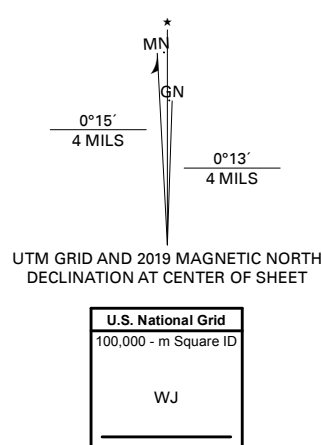 MN
GN
0°15´
4 MILS
0°13´
4 MILS
UTM GRID AND 2019 MAGNETIC NORTH
DECLINATION AT CENTER OF SHEET
U.S. National Grid
100,000 - m Square ID
WJ